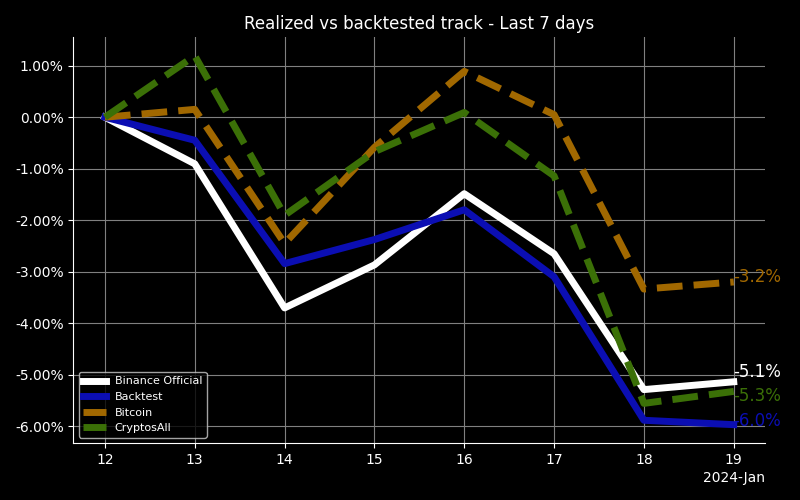 Realized vs backtested track - Last 7 days
1.00%
0.00%
-1.00%
-2.00%
-3.00%
-4.00%
-5.00%
-6.00%
-3.2%
-5.1%
-5.3%
-6.0%
Binance Official
Backtest
Bitcoin
CryptosAll
12 13 14 15 16 17 18 19
2024-Jan